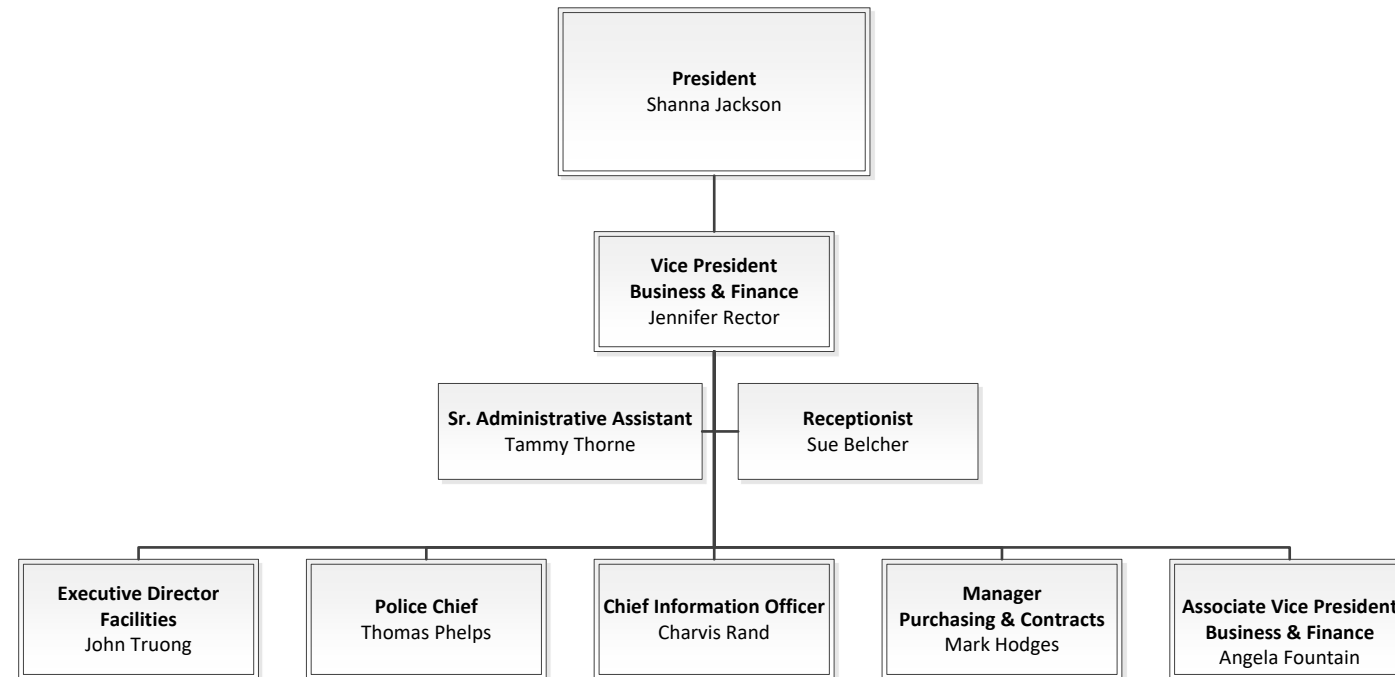 President
Shanna Jackson
Vice President
Business & Finance
Jennifer Rector
Sr. Administrative Assistant
Tammy Thorne
Receptionist
Sue Belcher
Executive Director
Facilities
John Truong
Police Chief
Thomas Phelps
Chief Information Officer
Charvis Rand
Manager
Purchasing & Contracts
Mark Hodges
Associate Vice President
Business & Finance
Angela Fountain